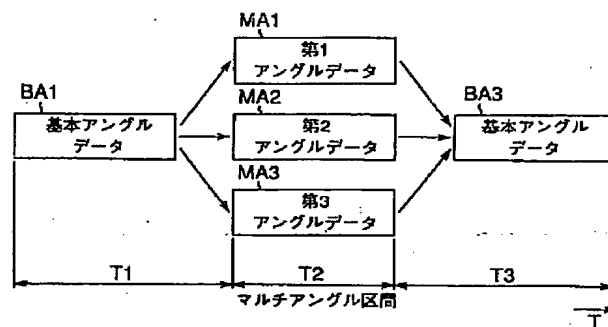 MA1
第1
アングルデータ
BA1
基本アングル
データ
MA2
第2
アングルデータ
BA3
基本アングル
データ
MA3
第3
アングルデータ
T1
T2
T3
マルチアングル区間
T